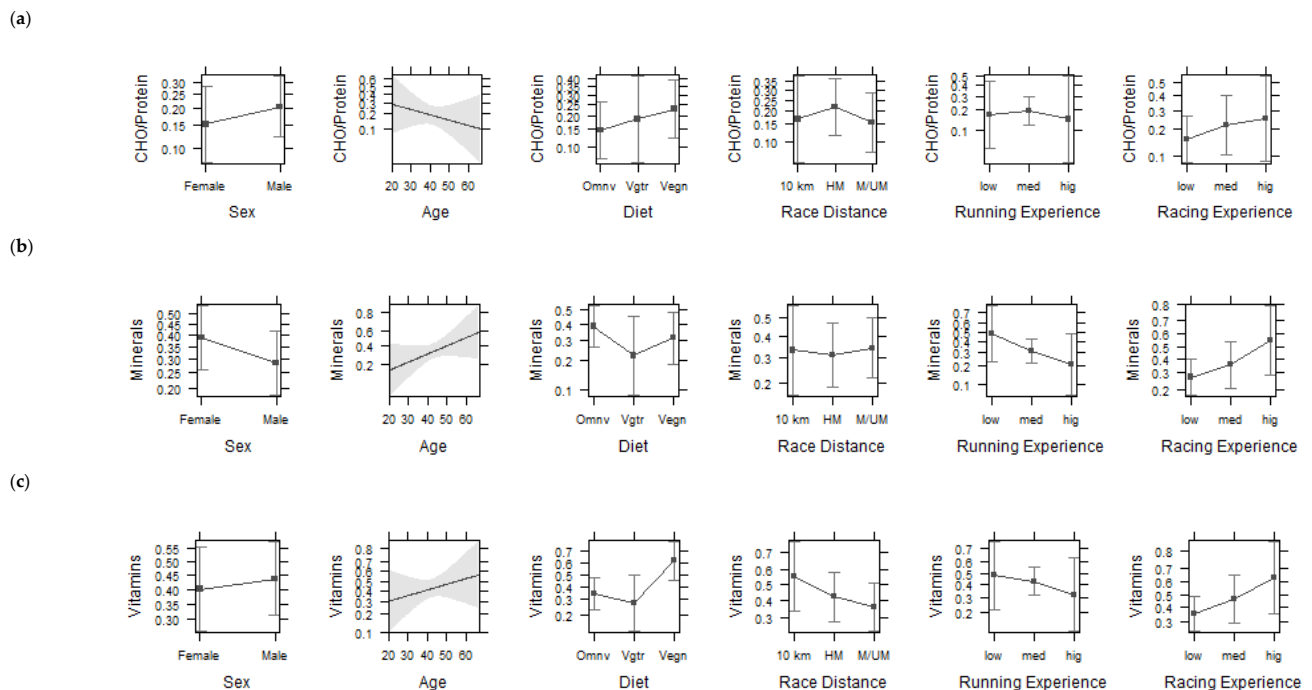 (a)
CHO/Protein
0.30
0.25
0.20
0.15
0.10
Female Male
Sex
CHO/Protein
0.6
0.5
0.4
0.3
0.2
0.1
20 30 40 50 60
Age
CHO/Protein
0.40
0.35
0.30
0.25
0.20
0.15
0.10
Omnv Vgtr Vegn
Diet
CHO/Protein
0.35
0.30
0.25
0.20
0.15
0.10
10 km HM M/UM
Race Distance
CHO/Protein
0.5
0.4
0.3
0.2
0.1
low med hig
Running Experience
CHO/Protein
0.5
0.4
0.3
0.2
0.1
low med hig
Racing Experience
(b)
Minerals
0.50
0.45
0.40
0.35
0.30
0.25
0.20
Female Male
Sex
Minerals
0.8
0.6
0.4
0.2
20 30 40 50 60
Age
Minerals
0.5
0.4
0.3
0.2
0.1
Omnv Vgtr Vegn
Diet
Minerals
0.5
0.4
0.3
0.2
10 km HM M/UM
Race Distance
Minerals
0.7
0.6
0.5
0.4
0.3
0.2
0.1
low med hig
Running Experience
Minerals
0.8
0.7
0.6
0.5
0.4
0.3
0.2
low med hig
Racing Experience
(c)
Vitamins
0.55
0.50
0.45
0.40
0.35
0.30
Female Male
Sex
Vitamins
0.8
0.7
0.6
0.5
0.4
0.3
0.2
0.1
20 30 40 50 60
Age
Vitamins
0.7
0.6
0.5
0.4
0.3
0.2
Omnv Vgtr Vegn
Diet
Vitamins
0.7
0.6
0.5
0.4
0.3
10 km HM M/UM
Race Distance
Vitamins
0.7
0.6
0.5
0.4
0.3
0.2
low med hig
Running Experience
Vitamins
0.8
0.7
0.6
0.5
0.4
0.3
low med hig
Racing Experience